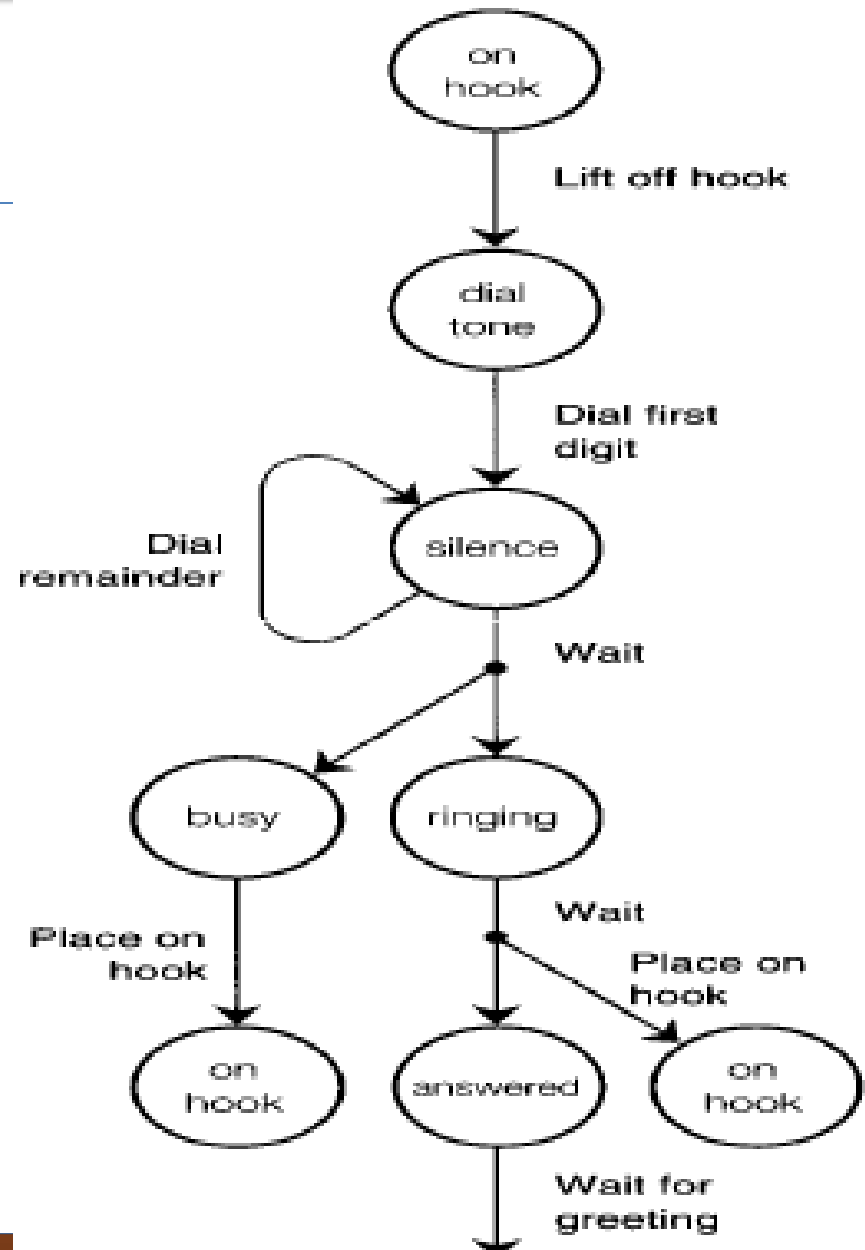 on
hook
Lift off hook
dial
tone
Dial first
digit
Dial
remainder
silence
Wait
busy
ringing
Place on
hook
Wait
Place on
hook
on
hook
answered
on
hook
Wait for
greeting